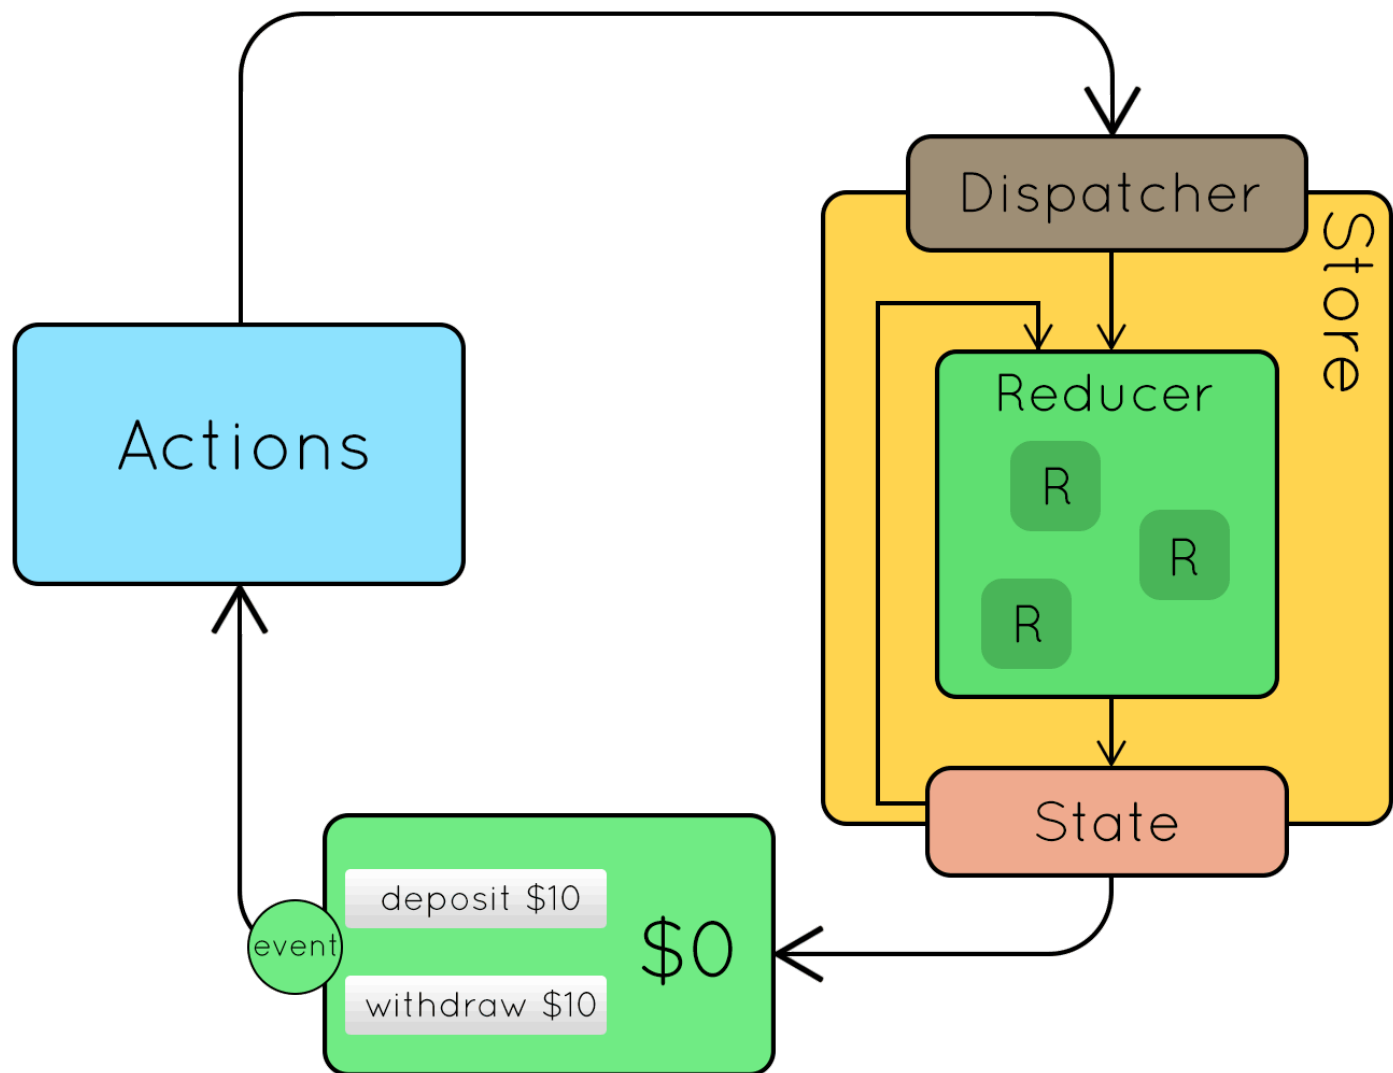 Dispatcher
Store
Reducer
R
R
R
Actions
State
deposit $10
$0
event
withdraw $10